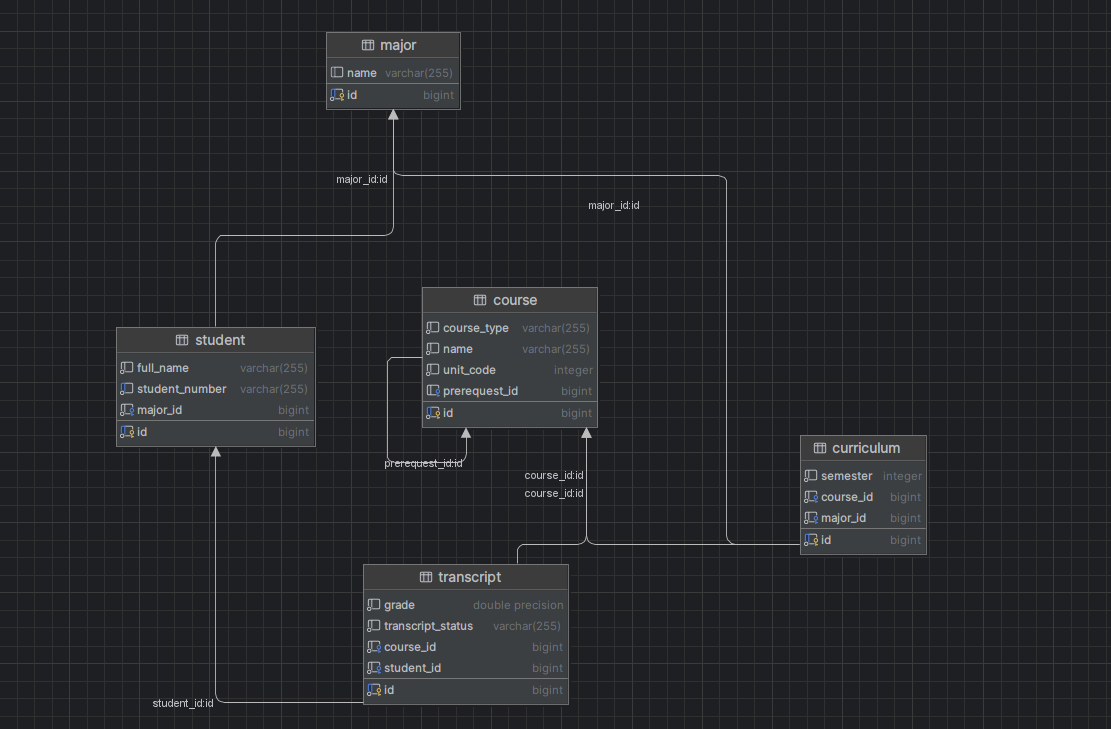 major
name varchar(255)
id bigint
major_id:id
major_id:id
course
course_type varchar(255)
name varchar(255)
unit_code integer
prerequest_id bigint
id bigint
student
full_name varchar(255)
student_number varchar(255)
major_id bigint
id bigint
prerequest_id:id
course_id:id
course_id:id
curriculum
semester integer
course_id bigint
major_id bigint
id bigint
transcript
grade double precision
transcript_status varchar(255)
course_id bigint
student_id bigint
id bigint
student_id:id